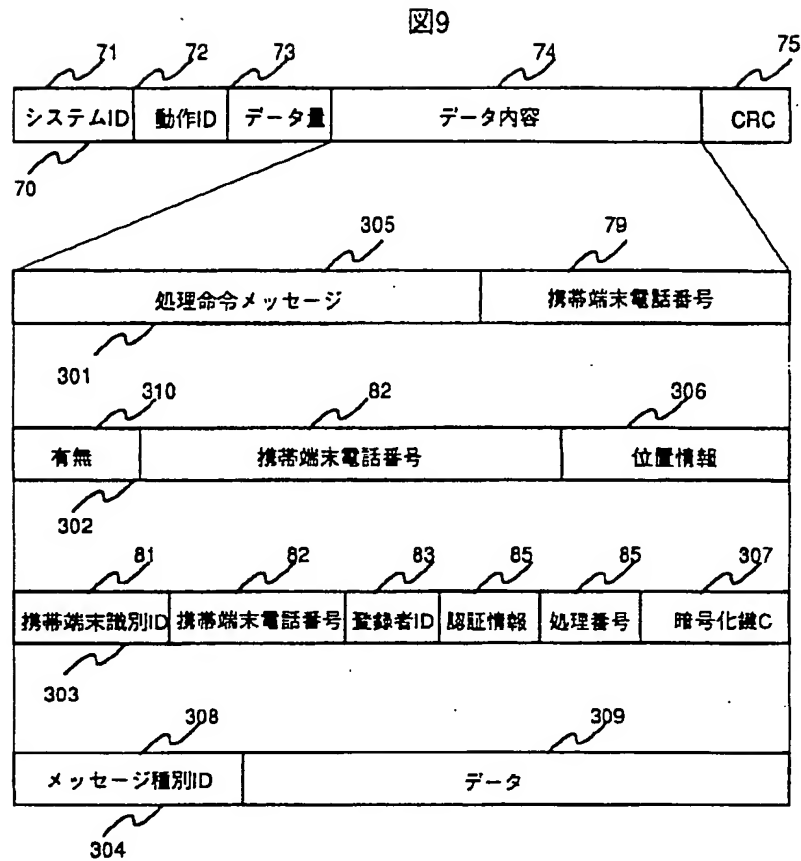 図9
71 72 73 74 75
システムID 動作ID データ量 データ内容 CRC
70
305 79
処理命令メッセージ 携帯端末電話番号
301
310 82 306
有無 携帯端末電話番号 位置情報
302
81 82 83 85 85 307
携帯端末識別ID 携帯端末電話番号 登録者ID 認証情報 処理番号 暗号化鍵C
303
308 309
メッセージ種別ID データ
304